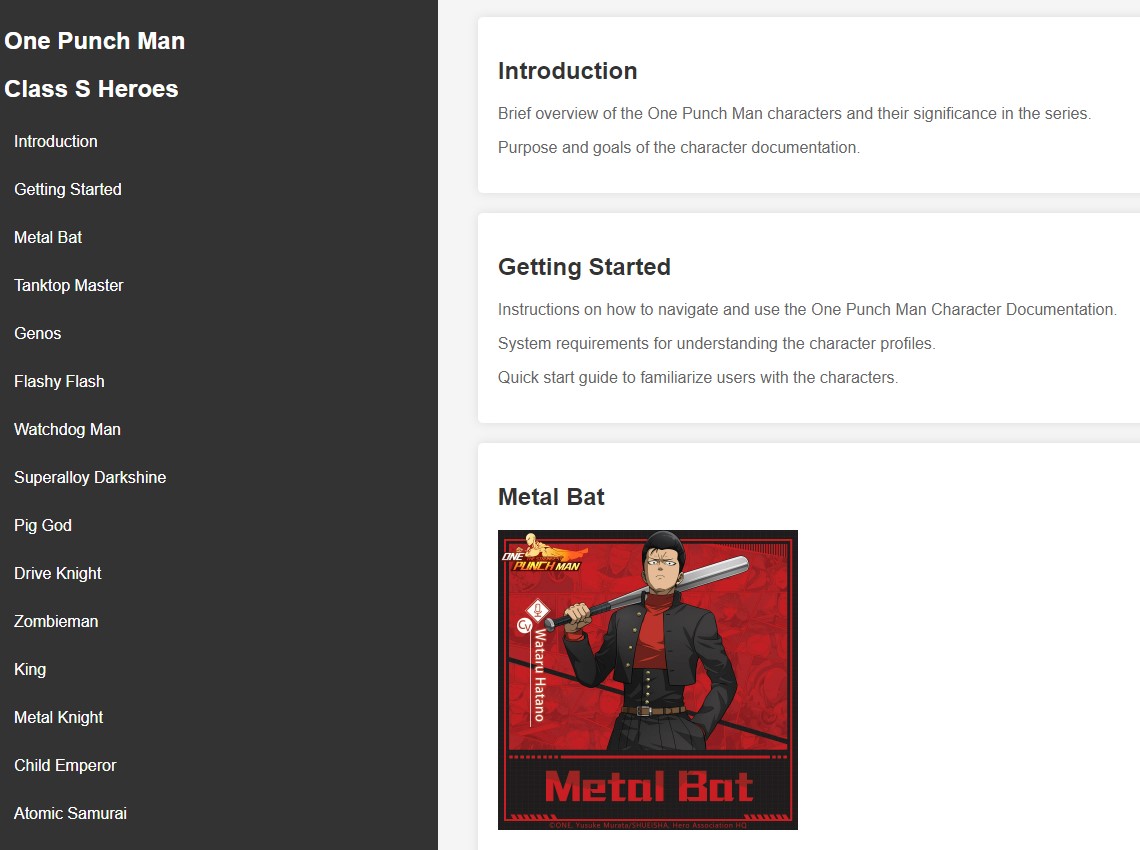 One Punch Man
Class S Heroes
Introduction
Getting Started
Metal Bat
Tanktop Master
Genos
Flashy Flash
Watchdog Man
Superalloy Darkshine
Pig God
Drive Knight
Zombieman
King
Metal Knight
Child Emperor
Atomic Samurai
Introduction
Brief overview of the One Punch Man characters and their significance in the series.
Purpose and goals of the character documentation.
Getting Started
Instructions on how to navigate and use the One Punch Man Character Documentation.
System requirements for understanding the character profiles.
Quick start guide to familiarize users with the characters.
Metal Bat
ONE
PUNCH MAN
CV
Wataru Hatano
Metal Bat
©ONE, Yusuke Murata/SHUEISHA, Hero Association HQ